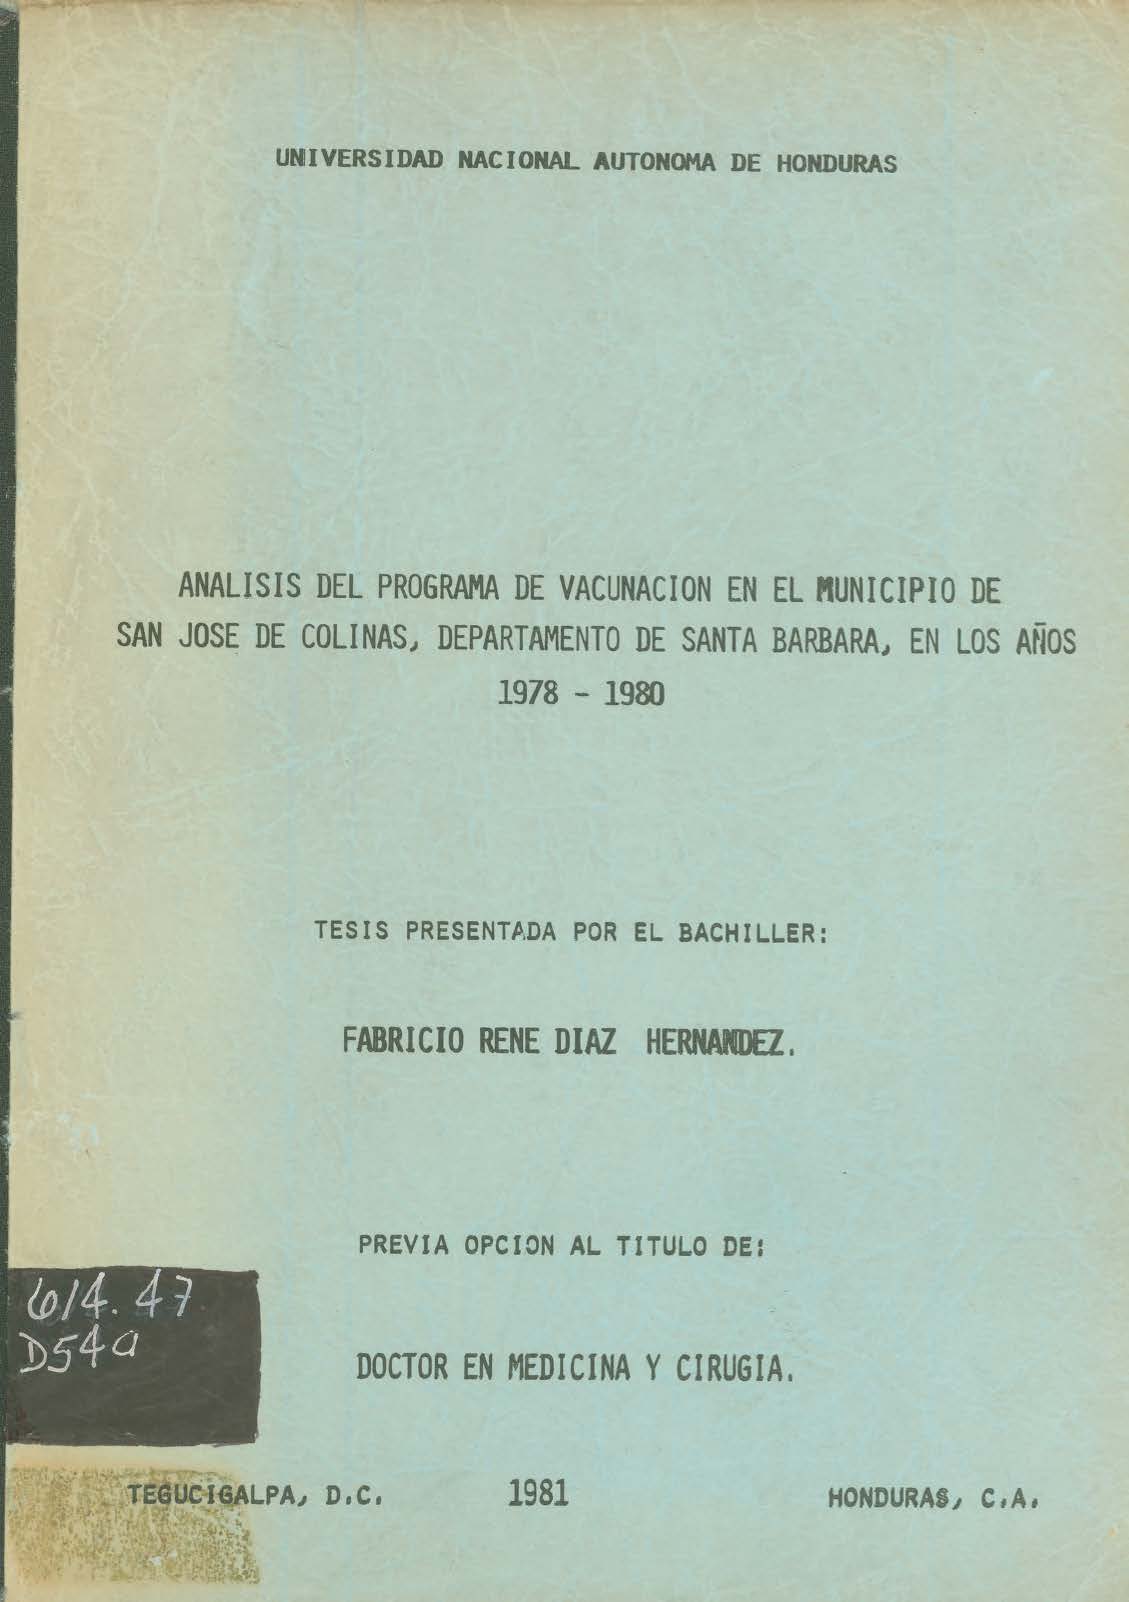 UNIVERSIDAD NACIONAL AUTONOMA DE HONDURAS
ANALISIS DEL PROGRAMA DE VACUNACION EN EL MUNICIPIO DE
SAN JOSE DE COLINAS, DEPARTAMENTO DE SANTA BARBARA, EN LOS AÑOS
1978 - 1980
TESIS PRESENTADA POR EL BACHILLER:
FABRICIO RENE DIAZ HERNANDEZ.
PREVIA OPCION AL TITULO DE:
614.47
D54a
DOCTOR EN MEDICINA Y CIRUGIA.
TEGUCIGALPA, D.C. 1981 HONDURAS, C.A.